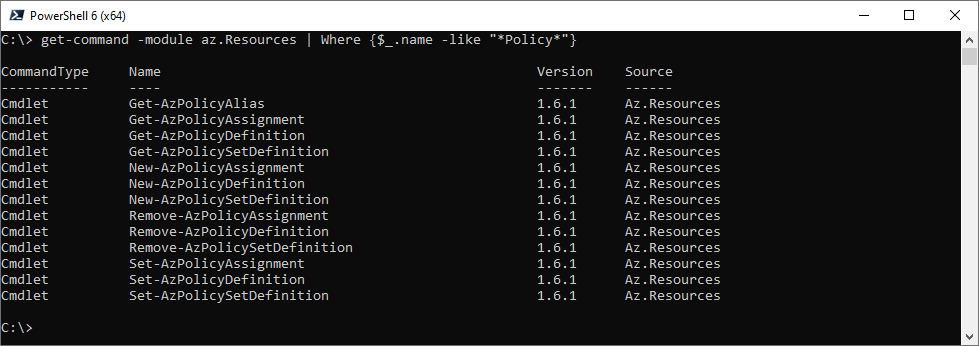 PowerShell 6 (x64)
C:\> get-command -module az.Resources | Where {$_.name -like "*Policy*"}
CommandType Name Version Source
----------- ---- ------- ------
Cmdlet Get-AzPolicyAlias 1.6.1 Az.Resources
Cmdlet Get-AzPolicyAssignment 1.6.1 Az.Resources
Cmdlet Get-AzPolicyDefinition 1.6.1 Az.Resources
Cmdlet Get-AzPolicySetDefinition 1.6.1 Az.Resources
Cmdlet New-AzPolicyAssignment 1.6.1 Az.Resources
Cmdlet New-AzPolicyDefinition 1.6.1 Az.Resources
Cmdlet New-AzPolicySetDefinition 1.6.1 Az.Resources
Cmdlet Remove-AzPolicyAssignment 1.6.1 Az.Resources
Cmdlet Remove-AzPolicyDefinition 1.6.1 Az.Resources
Cmdlet Remove-AzPolicySetDefinition 1.6.1 Az.Resources
Cmdlet Set-AzPolicyAssignment 1.6.1 Az.Resources
Cmdlet Set-AzPolicyDefinition 1.6.1 Az.Resources
Cmdlet Set-AzPolicySetDefinition 1.6.1 Az.Resources
C:\>